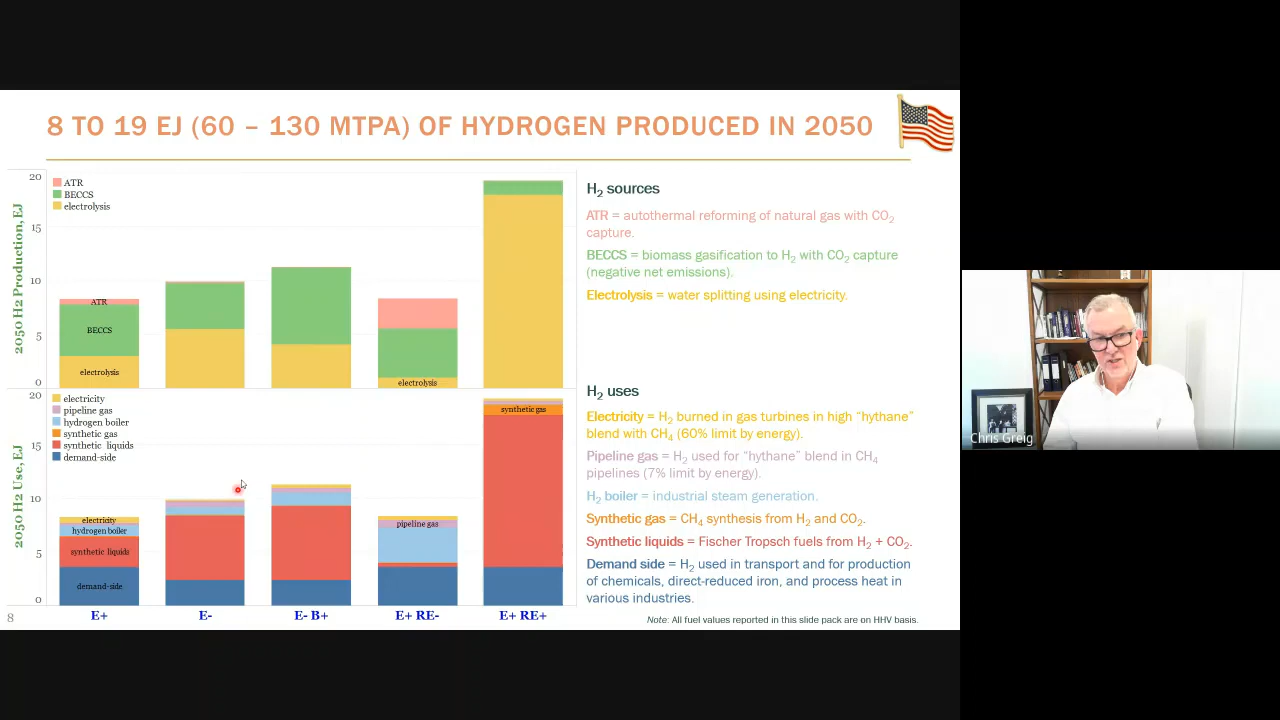 8 TO 19 EJ (60 – 130 MTPA) OF HYDROGEN PRODUCED IN 2050
2050 H2 Production, EJ
20
15
10
5
0
ATR
BECCS
electrolysis
ATR
BECCS
electrolysis
electrolysis
2050 H2 Use, EJ
20
15
10
5
0
electricity
pipeline gas
hydrogen boiler
synthetic gas
synthetic liquids
demand-side
electricity
hydrogen boiler
synthetic liquids
demand-side
pipeline gas
synthetic gas
E+
E-
E- B+
E+ RE-
E+ RE+
H2 sources
ATR = autothermal reforming of natural gas with CO2
capture.
BECCS = biomass gasification to H2 with CO2 capture
(negative net emissions).
Electrolysis = water splitting using electricity.
H2 uses
Electricity = H2 burned in gas turbines in high “hythane”
blend with CH4 (60% limit by energy).
Pipeline gas = H2 used for “hythane” blend in CH4
pipelines (7% limit by energy).
H2 boiler = industrial steam generation.
Synthetic gas = CH4 synthesis from H2 and CO2.
Synthetic liquids = Fischer Tropsch fuels from H2 + CO2.
Demand side = H2 used in transport and for production
of chemicals, direct-reduced iron, and process heat in
various industries.
8
Note: All fuel values reported in this slide pack are on HHV basis.
Chris Greig